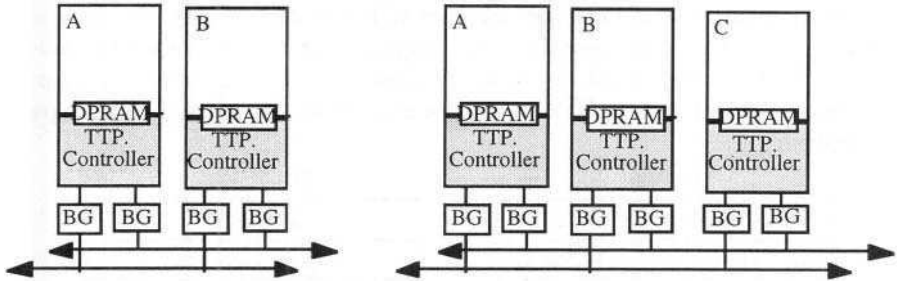 A
DPRAM
TTP.
Controller
BG
BG
B
DPRAM
TTP.
Controller
BG
BG
A
DPRAM
TTP.
Controller
BG
BG
B
DPRAM
TTP.
Controller
BG
BG
C
DPRAM
TTP.
Controller
BG
BG